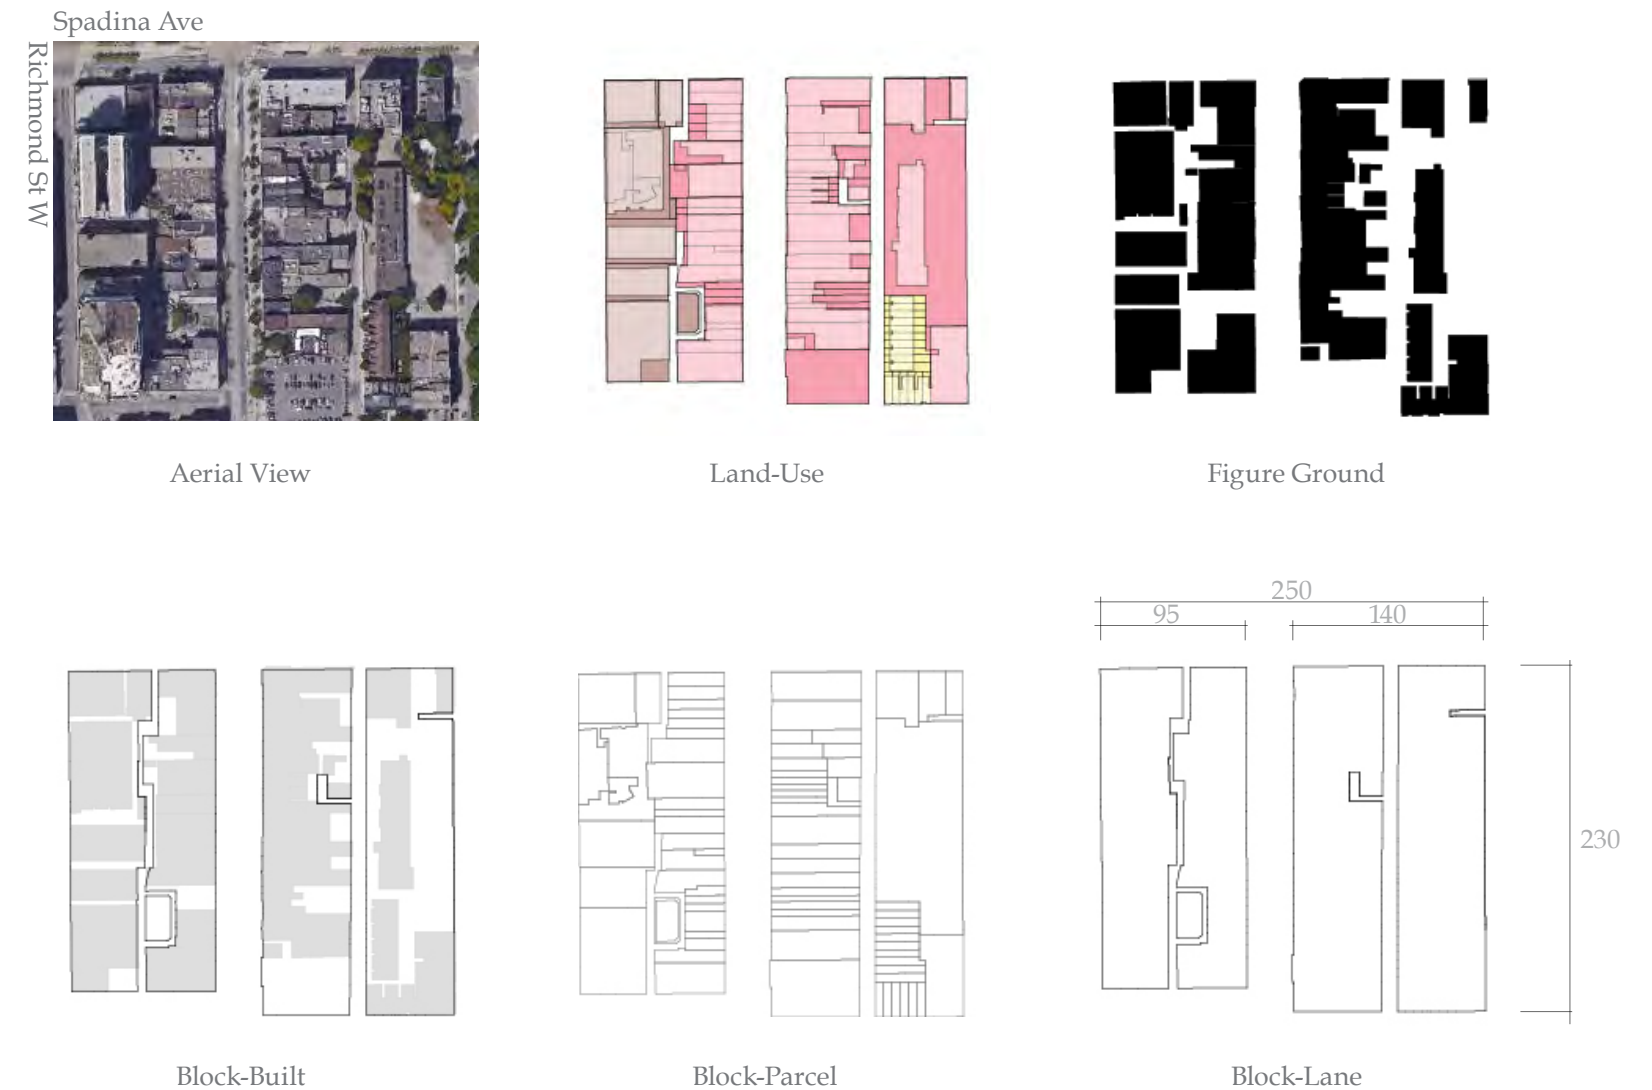 Spadina Ave
Richmond St W
Aerial View
Land-Use
Figure Ground
250
95
140
230
Block-Built
Block-Parcel
Block-Lane